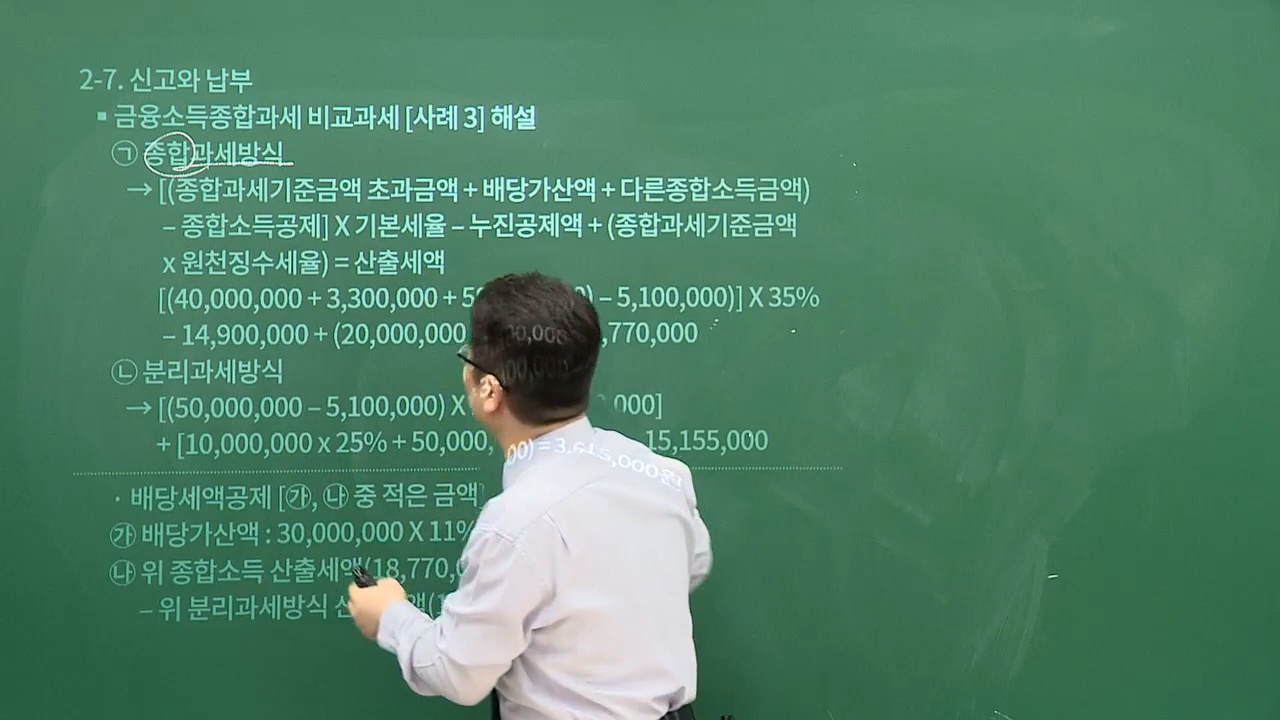 2-7. 신고와 납부
▪ 금융소득종합과세 비교과세 [사례 3] 해설
㉠ 종합과세방식
→ [(종합과세기준금액 초과금액 + 배당가산액 + 다른종합소득금액)
– 종합소득공제] X 기본세율 – 누진공제액 + (종합과세기준금액
x 원천징수세율) = 산출세액
[(40,000,000 + 3,300,000 + – 5,100,000)] X 35%
– 14,900,000 + (20,000,000
㉡ 분리과세방식
→ [(50,000,000 – 5,100,000) X
+ [10,000,000 x 25% + 50,000, 15,155,000
· 배당세액공제 [㉮, ㉯ 중 적은 금액]
㉮ 배당가산액 : 30,000,000 X 11%
㉯ 위 종합소득 산출세액(18,770,
– 위 분리과세방식 = 3,615,000원